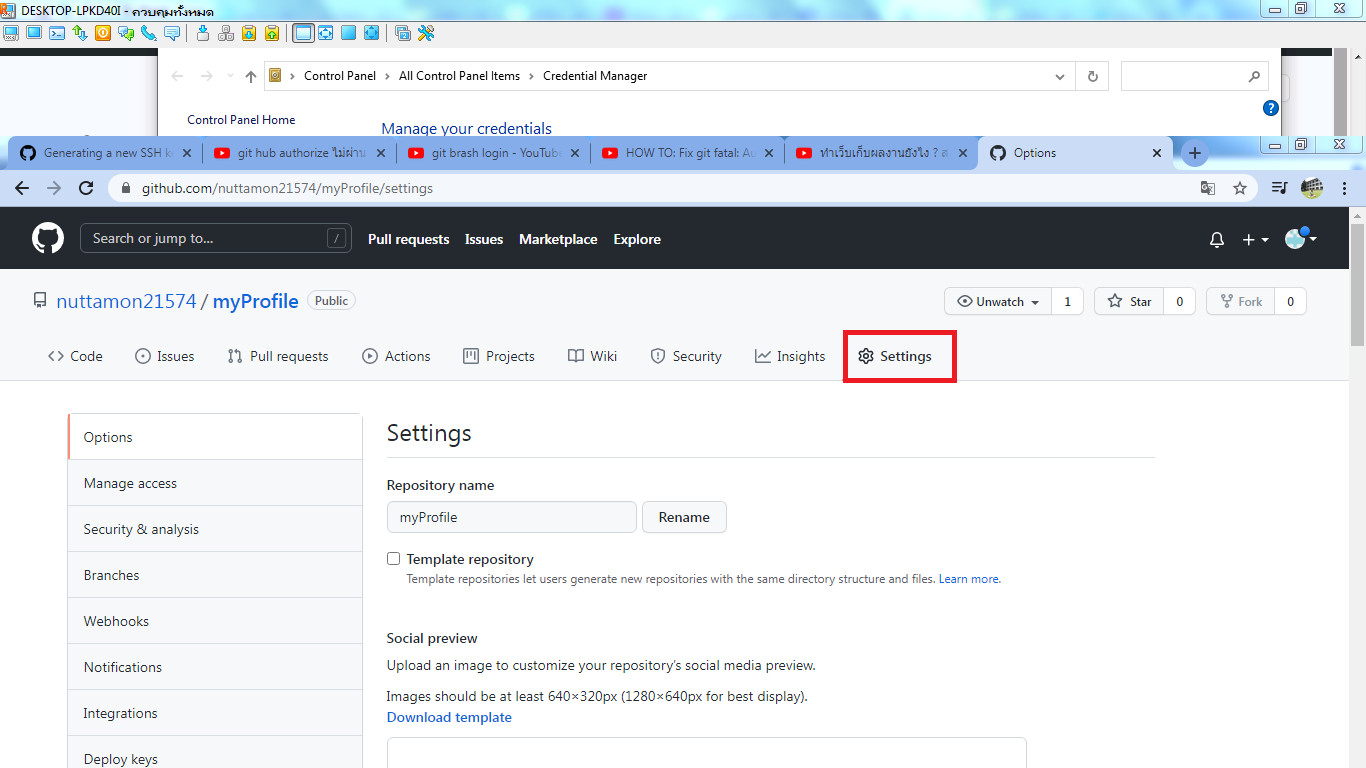 DESKTOP-LPKD40I - ควบคุมทั้งหมด
Control Panel > All Control Panel Items > Credential Manager
Control Panel Home
Manage your credentials
Generating a new SSH
git hub authorize ไม่ผ่าน
git brash login - YouTube
HOW TO: Fix git fatal:
ทำเว็บเก็บผลงานยังไง ?
Options
github.com/nuttamon21574/myProfile/settings
Search or jump to... /
Pull requests
Issues
Marketplace
Explore
nuttamon21574 / myProfile Public
Unwatch 1
Star 0
Fork 0
Code
Issues
Pull requests
Actions
Projects
Wiki
Security
Insights
Settings
Options
Manage access
Security & analysis
Branches
Webhooks
Notifications
Integrations
Deploy keys
Settings
Repository name
myProfile
Rename
Template repository
Template repositories let users generate new repositories with the same directory structure and files. Learn more.
Social preview
Upload an image to customize your repository's social media preview.
Images should be at least 640×320px (1280×640px for best display).
Download template